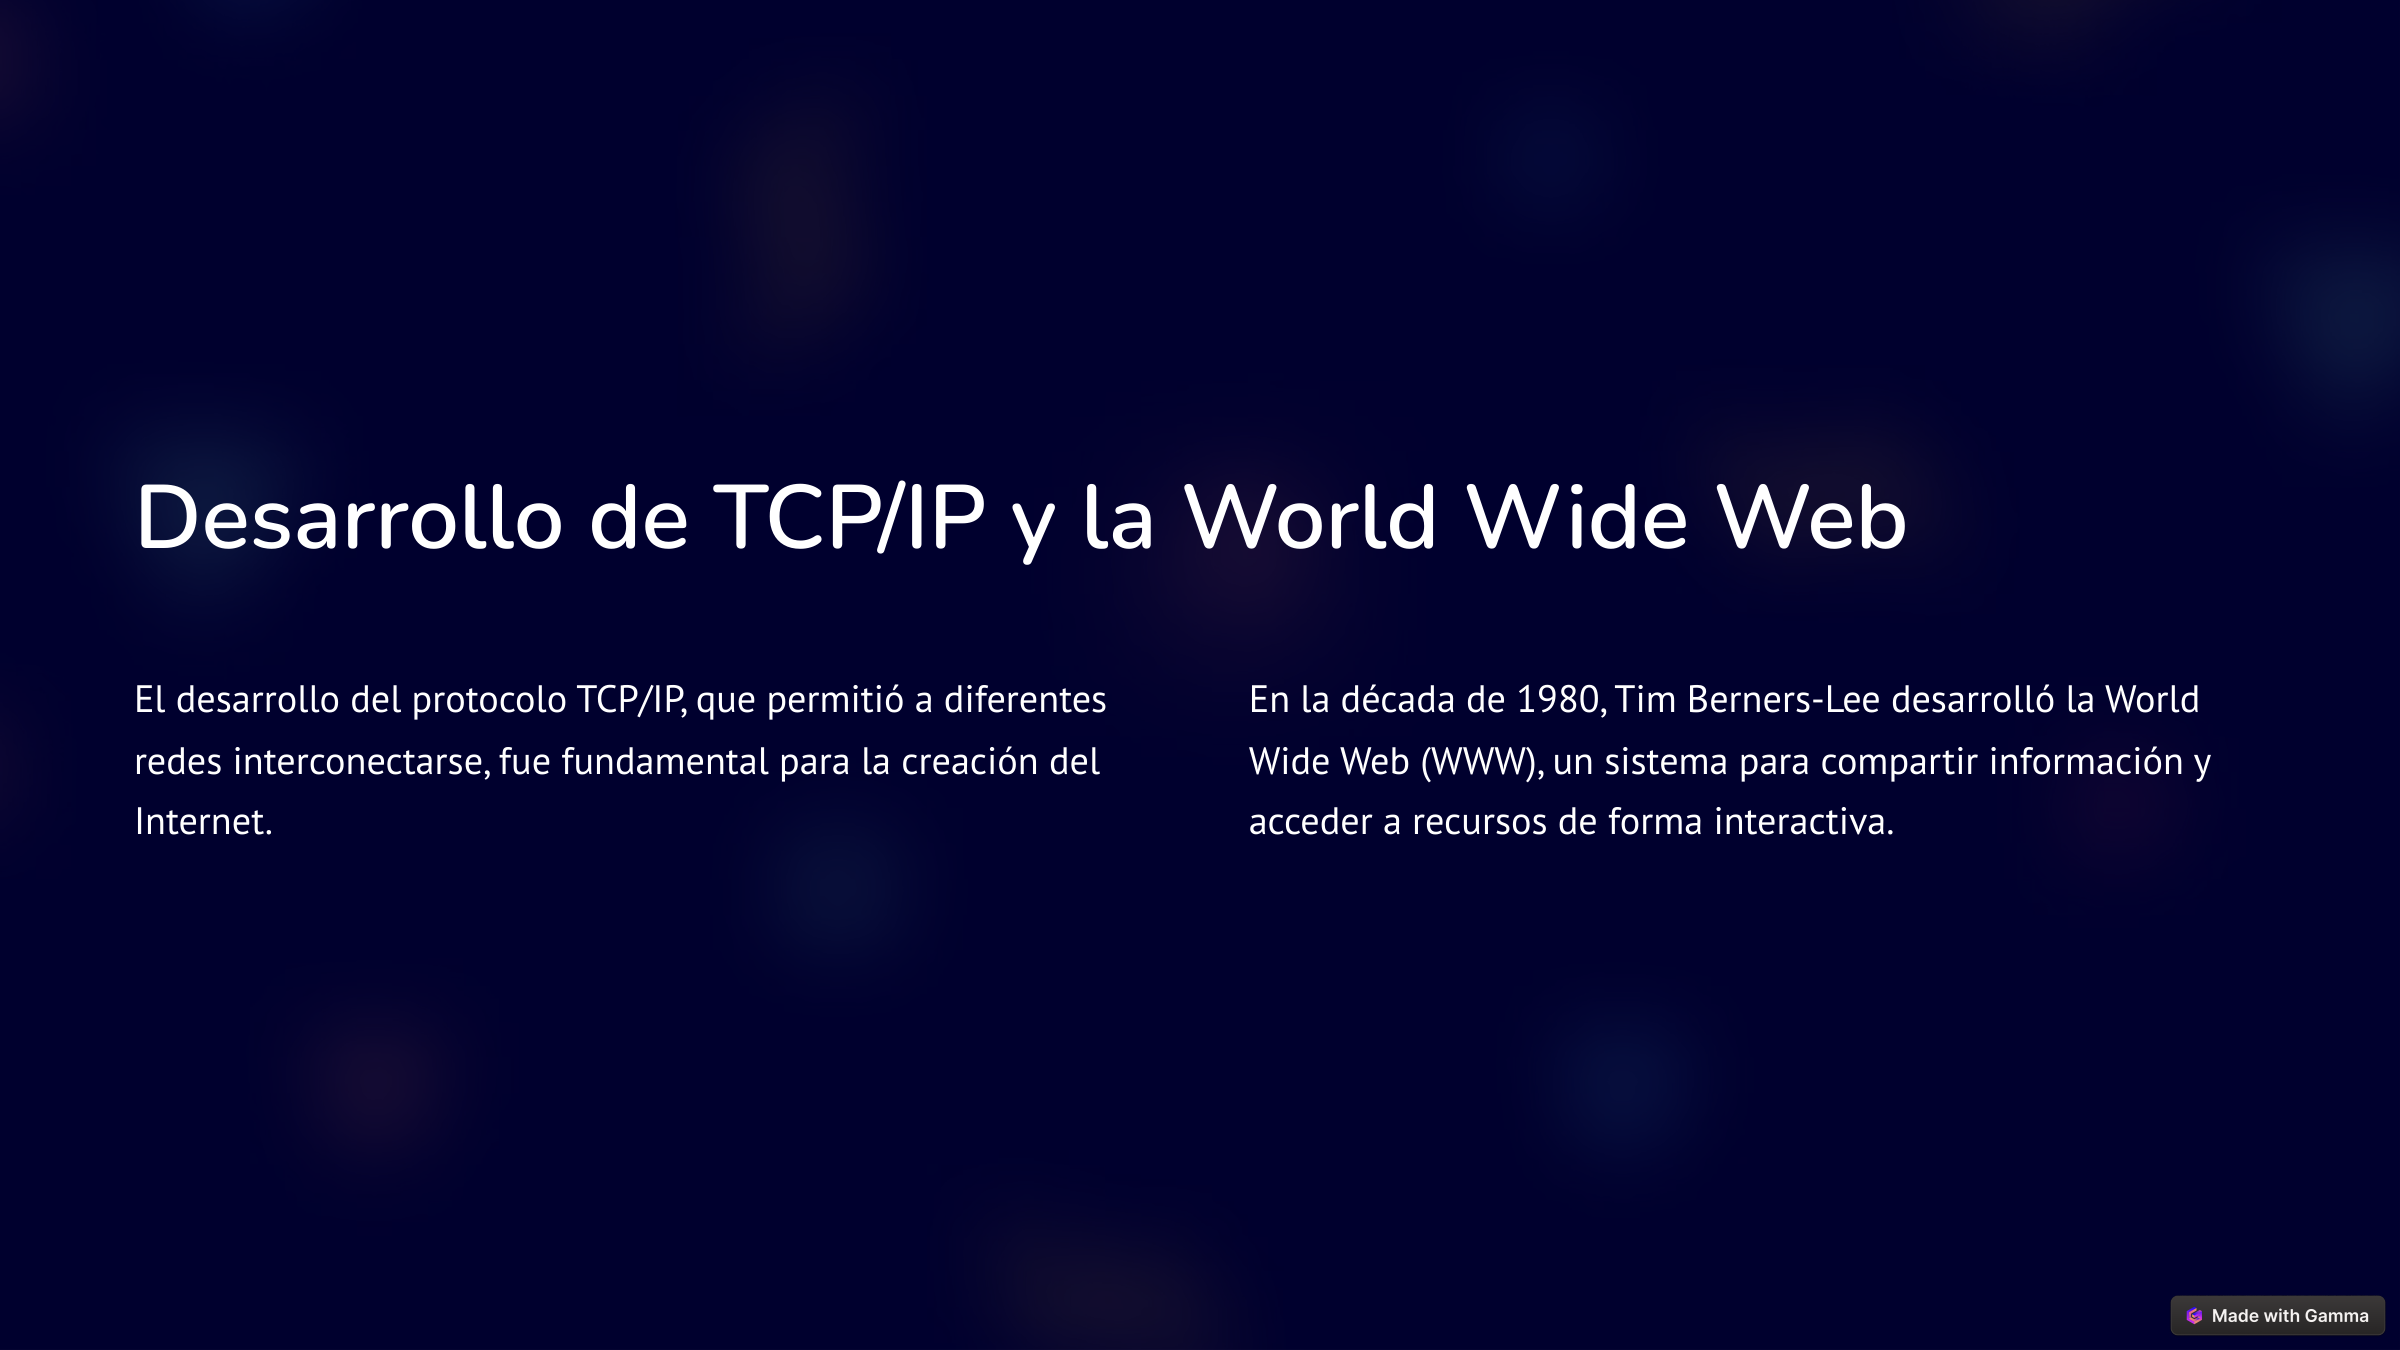 Desarrollo de TCP/IP y la World Wide Web
El desarrollo del protocolo TCP/IP, que permitió a diferentes
redes interconectarse, fue fundamental para la creación del
Internet.
En la década de 1980, Tim Berners-Lee desarrolló la World
Wide Web (WWW), un sistema para compartir información y
acceder a recursos de forma interactiva.
Made with Gamma